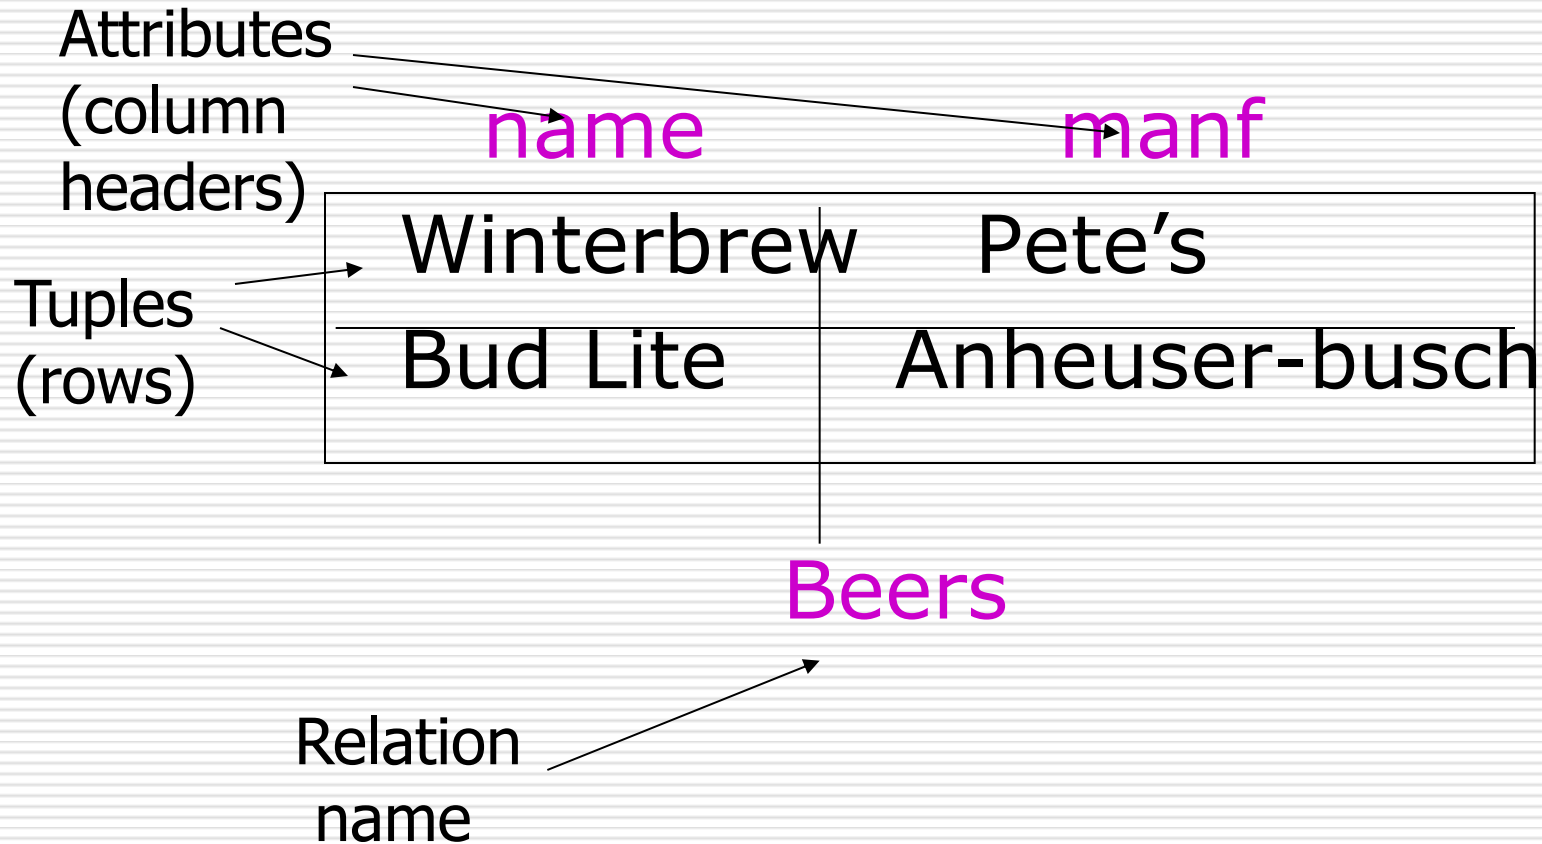 Attributes
(column
headers)
name manf
Winterbrew Pete’s
Tuples
(rows)
Bud Lite Anheuser-busch
Beers
Relation
name